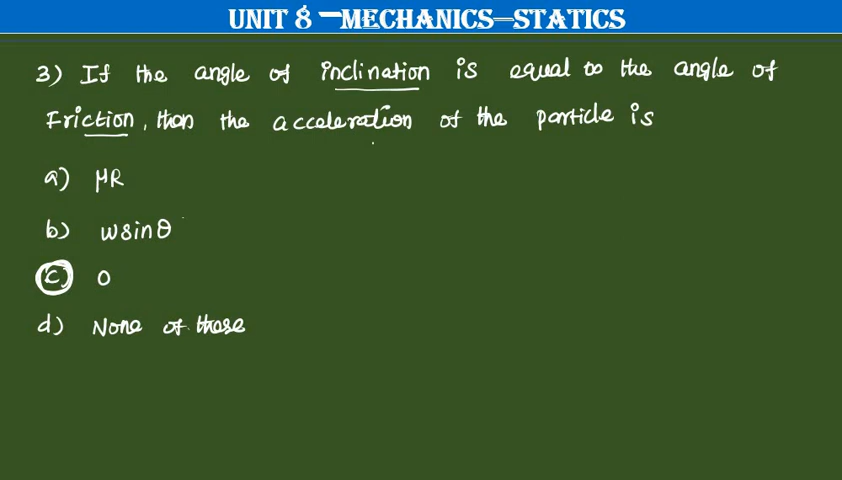 UNIT 8 – MECHANICS–STATICS
3) If the angle of inclination is equal to the angle of
Friction, then the acceleration of the particle is
a) μR
b) w sinθ
c) 0
d) None of these